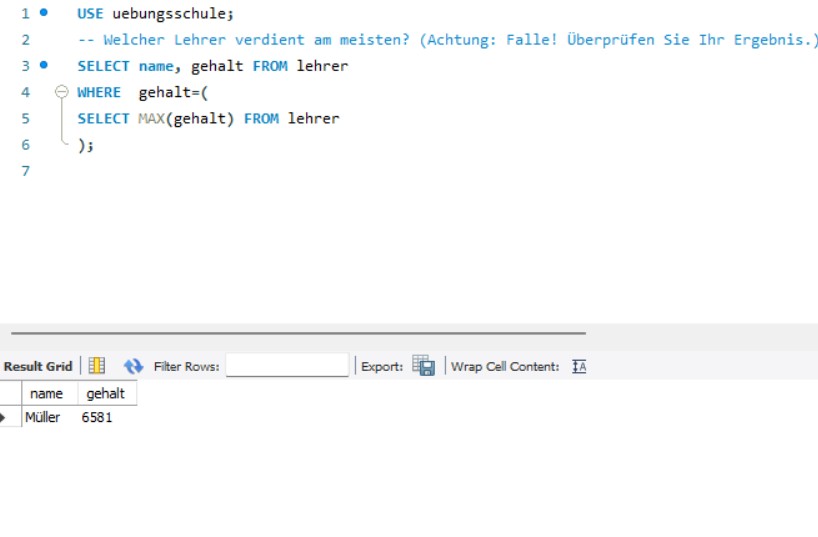 1 USE uebungsschule;
2 -- Welcher Lehrer verdient am meisten? (Achtung: Falle! Überprüfen Sie Ihr Ergebnis.)
3 SELECT name, gehalt FROM lehrer
4 WHERE gehalt=(
5 SELECT MAX(gehalt) FROM lehrer
6 );
7
Result Grid Filter Rows: Export: Wrap Cell Content: IA
name gehalt
Müller 6581